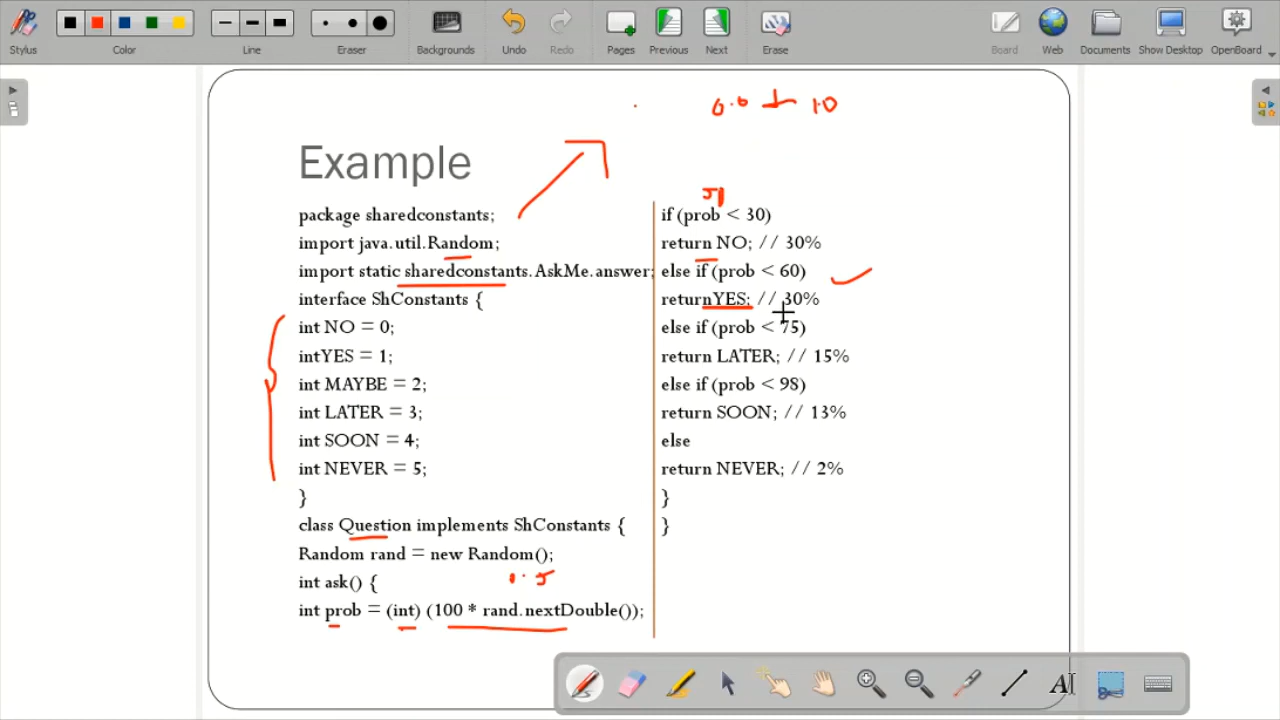 Stylus
Color
Line
Eraser
Backgrounds
Undo
Redo
Pages
Previous
Next
Erase
Board
Web
Documents
Show Desktop
OpenBoard
0.0 1.0
Example
package sharedconstants;
import java.util.Random;
import static sharedconstants.AskMe.answer;
interface ShConstants {
int NO = 0;
intYES = 1;
int MAYBE = 2;
int LATER = 3;
int SOON = 4;
int NEVER = 5;
}
class Question implements ShConstants {
Random rand = new Random();
int ask() {
int prob = (int) (100 * rand.nextDouble());
if (prob < 30)
return NO; // 30%
else if (prob < 60)
returnYES; // 30%
else if (prob < 75)
return LATER; // 15%
else if (prob < 98)
return SOON; // 13%
else
return NEVER; // 2%
}
}